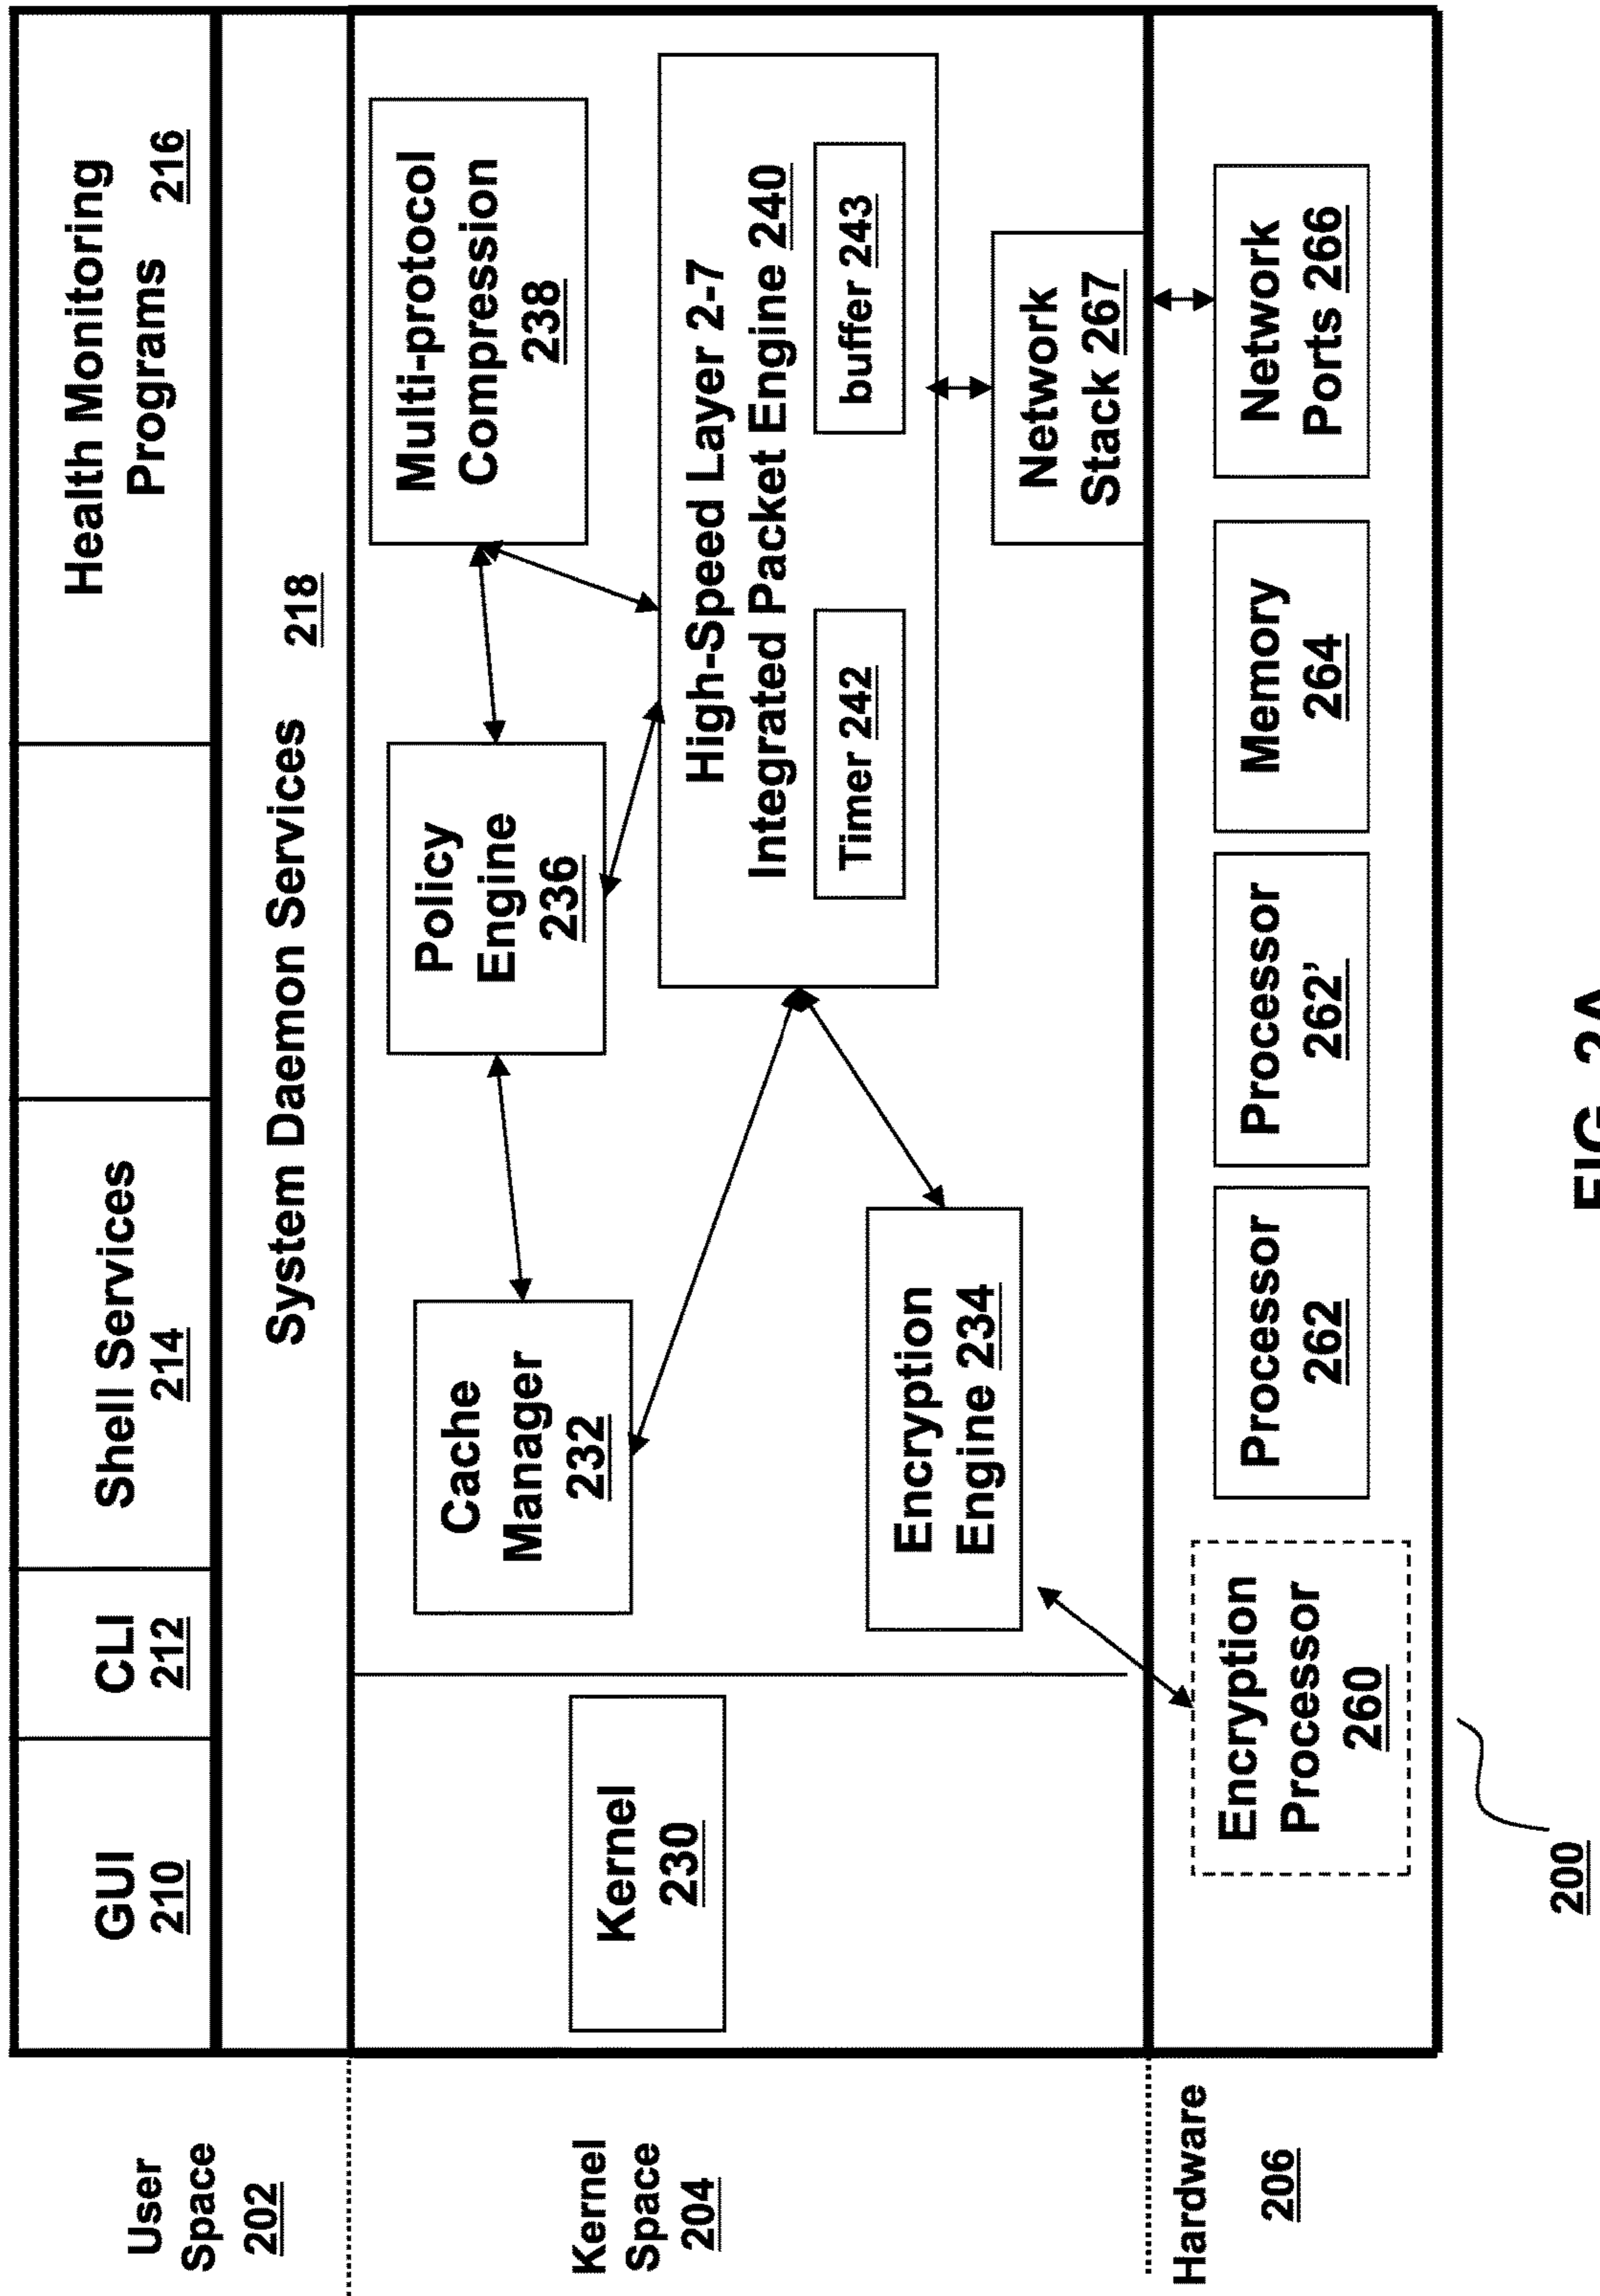 User
Space
202
GUI
210
CLI
212
Shell Services
214
Health Monitoring
Programs 216
System Daemon Services 218
Kernel
Space
204
Kernel
230
Cache
Manager
232
Policy
Engine
236
Multi-protocol
Compression
238
High-Speed Layer 2-7
Integrated Packet Engine 240
Timer 242
buffer 243
Encryption
Engine 234
Network
Stack 267
Hardware
206
Encryption
Processor
260
Processor
262
Processor
262’
Memory
264
Network
Ports 266
200
FIG. 2A